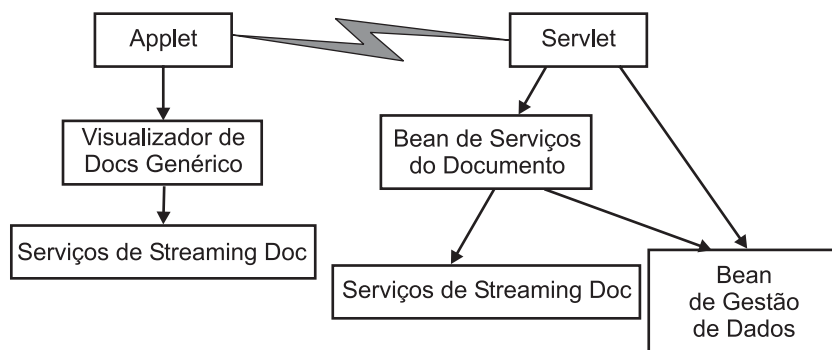 Applet
Servlet
Visualizador de
Docs Genérico
Bean de Serviços
do Documento
Serviços de Streaming Doc
Serviços de Streaming Doc
Bean
de Gestão
de Dados